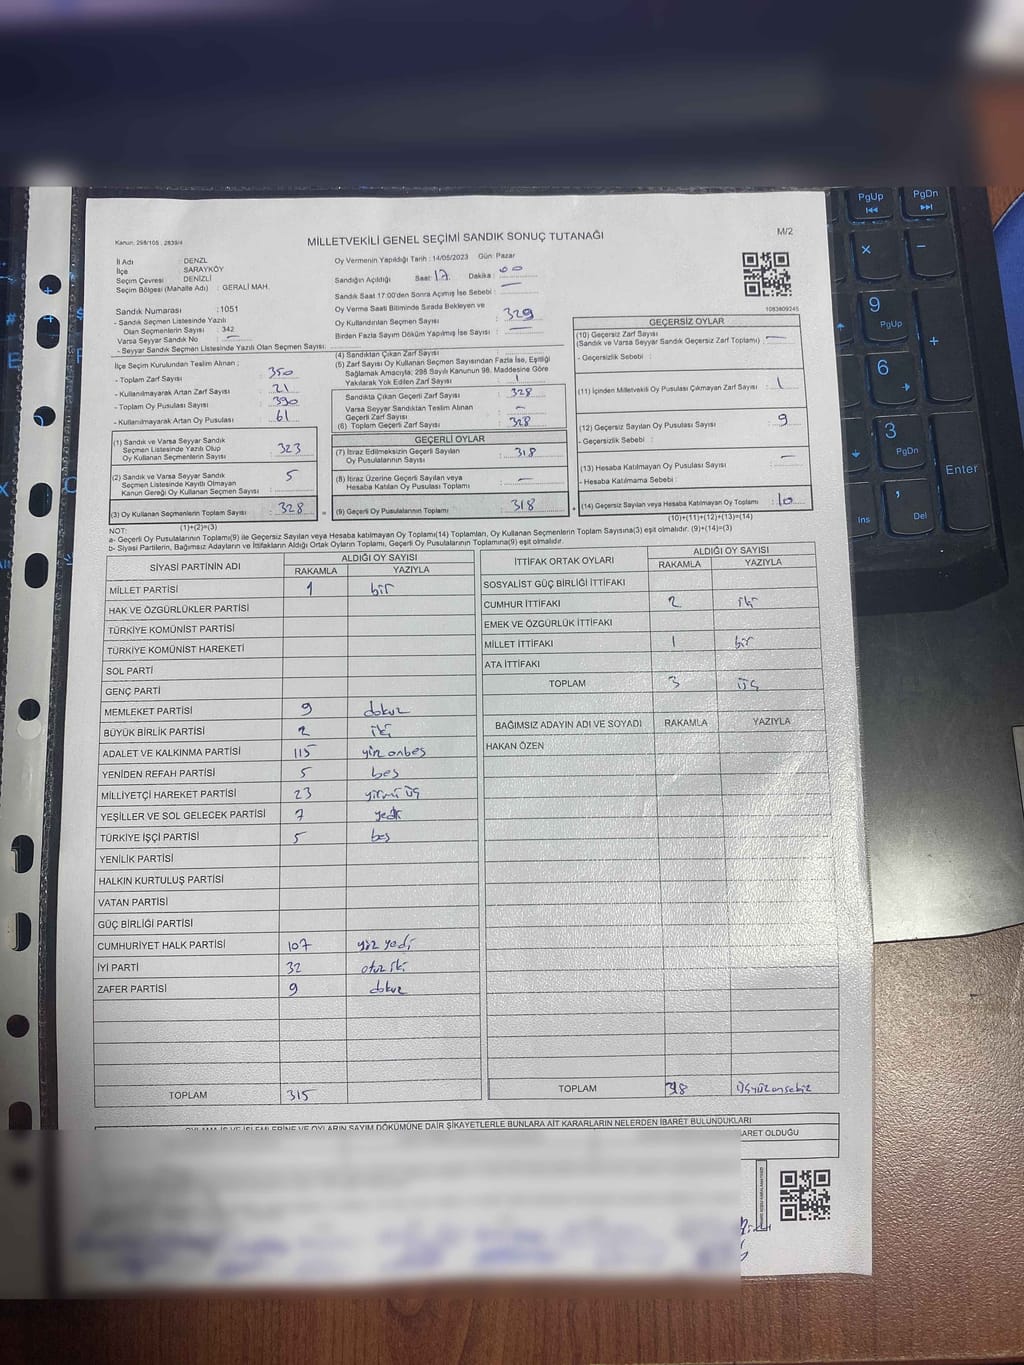 Kanun: 298/105 , 2839/4
MİLLETVEKİLİ GENEL SEÇİMİ SANDIK SONUÇ TUTANAĞI
M/2
İl Adı : DENZL
İlçe : SARAYKÖY
Seçim Çevresi : DENİZLİ
Seçim Bölgesi (Mahalle Adı) : GERALİ MAH.
Sandık Numarası : 1051
- Sandık Seçmen Listesinde Yazılı
Olan Seçmenlerin Sayısı : 342
Varsa Seyyar Sandık No : —
- Seyyar Sandık Seçmen Listesinde Yazılı Olan Seçmen Sayısı:
Oy Vermenin Yapıldığı Tarih : 14/05/2023 Gün: Pazar
Sandığın Açıldığı Saat: 17 Dakika : 00
Sandık Saat 17:00'den Sonra Açımış İse Sebebi : —
Oy Verma Saati Bitiminde Sırada Bekleyen ve
Oy Kullandırılan Seçmen Sayısı : 329
Birden Fazla Sayım Döküm Yapılmış İse Sayısı : —
1083809245
İlçe Seçim Kurulundan Teslim Alınan ;
- Toplam Zarf Sayısı : 350
- Kullanılmayarak Artan Zarf Sayısı : 21
- Toplam Oy Pusulası Sayısı : 390
- Kullanılmayarak Artan Oy Pusulası : 61
(1) Sandık ve Varsa Seyyar Sandık
Seçmen Listesinde Yazılı Olup
Oy Kullanan Seçmen Sayısı : 323
(2) Sandık ve Varsa Seyyar Sandık
Seçmen Listesinde Kayıtlı Olmayan
Kanun Gereği Oy Kullanan Seçmen Sayısı : 5
(3) Oy Kullanan Seçmenlerin Toplam Sayısı : 328
(1)+(2)=(3)
(4) Sandıktan Çıkan Zarf Sayısı
(5) Zarf Sayısı Oy Kullanan Seçmen Sayısından Fazla İse, Eşitliği
Sağlamak Amacıyla; 298 Sayılı Kanunun 98. Maddesine Göre
Yakılarak Yok Edilen Zarf Sayısı : 1
Sandıkta Çıkan Geçerli Zarf Sayısı : 328
Varsa Seyyar Sandıktan Teslim Alınan
Geçerli Zarf Sayısı : —
(6) Toplam Geçerli Zarf Sayısı : 328
GEÇERLİ OYLAR
(7) İtiraz Edilmeksizin Geçerli Sayılan
Oy Pusulalarının Sayısı : 318
(8) İtiraz Üzerine Geçerli Sayılan veya
Hesaba Katılan Oy Pusulası Toplamı : —
(9) Geçerli Oy Pusulalarının Toplamı : 318
GEÇERSİZ OYLAR
(10) Geçersiz Zarf Sayısı
(Sandık ve Varsa Seyyar Sandık Geçersiz Zarf Toplamı) : —
- Geçersizlik Sebebi :
(11) İçinden Milletvekili Oy Pusulası Çıkmayan Zarf Sayısı : 1
(12) Geçersiz Sayılan Oy Pusulası Sayısı : 9
- Geçersizlik Sebebi :
(13) Hesaba Katılmayan Oy Pusulası Sayısı : —
- Hesaba Katılmama Sebebi :
(14) Geçersiz Sayılan veya Hesaba Katılmayan Oy Toplamı : 10
(10)+(11)+(12)+(13)=(14)
NOT:
a- Geçerli Oy Pusulalarının Toplamı(9) ile Geçersiz Sayılan veya Hesaba katılmayan Oy Toplamı(14) Toplamları, Oy Kullanan Seçmenlerin Toplam Sayısına(3) eşit olmalıdır. (9)+(14)=(3)
b- Siyasi Partilerin, Bağımsız Adayların ve İttifakların Aldığı Ortak Oyların Toplamı, Geçerli Oy Pusulalarının Toplamına(9) eşit olmalıdır.
SİYASİ PARTİNİN ADI
ALDIĞI OY SAYISI
RAKAMLA YAZIYLA
MİLLET PARTİSİ 1 bir
HAK VE ÖZGÜRLÜKLER PARTİSİ
TÜRKİYE KOMÜNİST PARTİSİ
TÜRKİYE KOMÜNİST HAREKETİ
SOL PARTİ
GENÇ PARTİ
MEMLEKET PARTİSİ 9 dokuz
BÜYÜK BİRLİK PARTİSİ 2 iki
ADALET VE KALKINMA PARTİSİ 115 yüz onbeş
YENİDEN REFAH PARTİSİ 5 beş
MİLLİYETÇİ HAREKET PARTİSİ 23 yirmi üç
YEŞİLLER VE SOL GELECEK PARTİSİ 7 yedi
TÜRKİYE İŞÇİ PARTİSİ 5 beş
YENİLİK PARTİSİ
HALKIN KURTULUŞ PARTİSİ
VATAN PARTİSİ
GÜÇ BİRLİĞİ PARTİSİ
CUMHURİYET HALK PARTİSİ 107 yüz yedi
İYİ PARTİ 32 otuz iki
ZAFER PARTİSİ 9 dokuz
TOPLAM 315
İTTİFAK ORTAK OYLARI
ALDIĞI OY SAYISI
RAKAMLA YAZIYLA
SOSYALİST GÜÇ BİRLİĞİ İTTİFAKI
CUMHUR İTTİFAKI 2 iki
EMEK VE ÖZGÜRLÜK İTTİFAKI
MİLLET İTTİFAKI 1 bir
ATA İTTİFAKI
TOPLAM 3 üç
BAĞIMSIZ ADAYIN ADI VE SOYADI RAKAMLA YAZIYLA
HAKAN ÖZEN
TOPLAM 318 üçyüzonsekiz
OYLAMA İŞ VE İŞLEMLERİNE VE OYLARIN SAYIM DÖKÜMÜNE DAİR ŞİKAYETLERLE BUNLARA AİT KARARLARIN NELERDEN İBARET BULUNDUKLARI
ARET OLDUĞU
PgUp
PgDn
9
PgUp
6
3
PgDn
Enter
Ins
Del